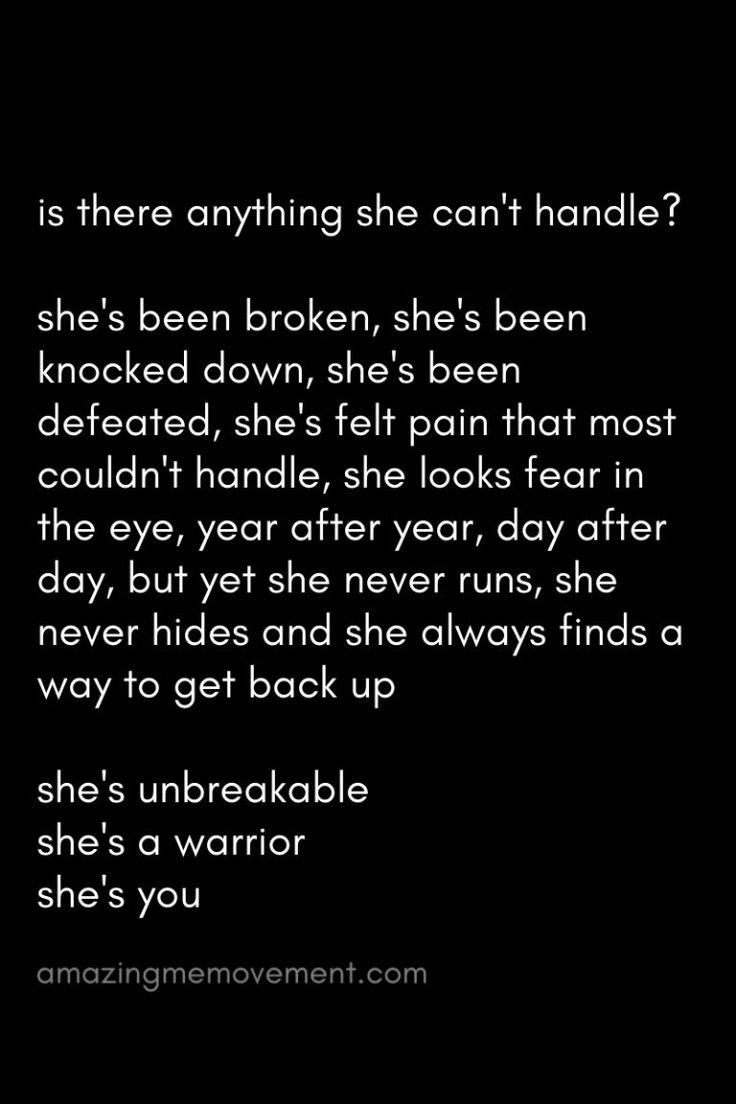 is there anything she can't handle?
she's been broken, she's been
knocked down, she's been
defeated, she's felt pain that most
couldn't handle, she looks fear in
the eye, year after year, day after
day, but yet she never runs, she
never hides and she always finds a
way to get back up
she's unbreakable
she's a warrior
she's you
amazingmemovement.com